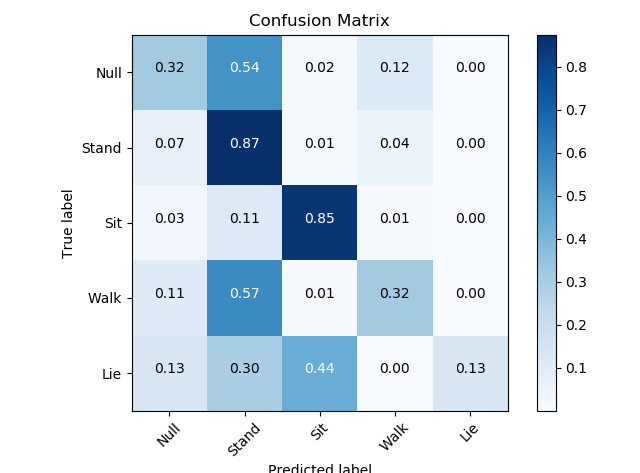 Confusion Matrix
Null 0.32 0.54 0.02 0.12 0.00
Stand 0.07 0.87 0.01 0.04 0.00
Sit 0.03 0.11 0.85 0.01 0.00
Walk 0.11 0.57 0.01 0.32 0.00
Lie 0.13 0.30 0.44 0.00 0.13
True label
Null Stand Sit Walk Lie
Predicted label
0.8
0.7
0.6
0.5
0.4
0.3
0.2
0.1